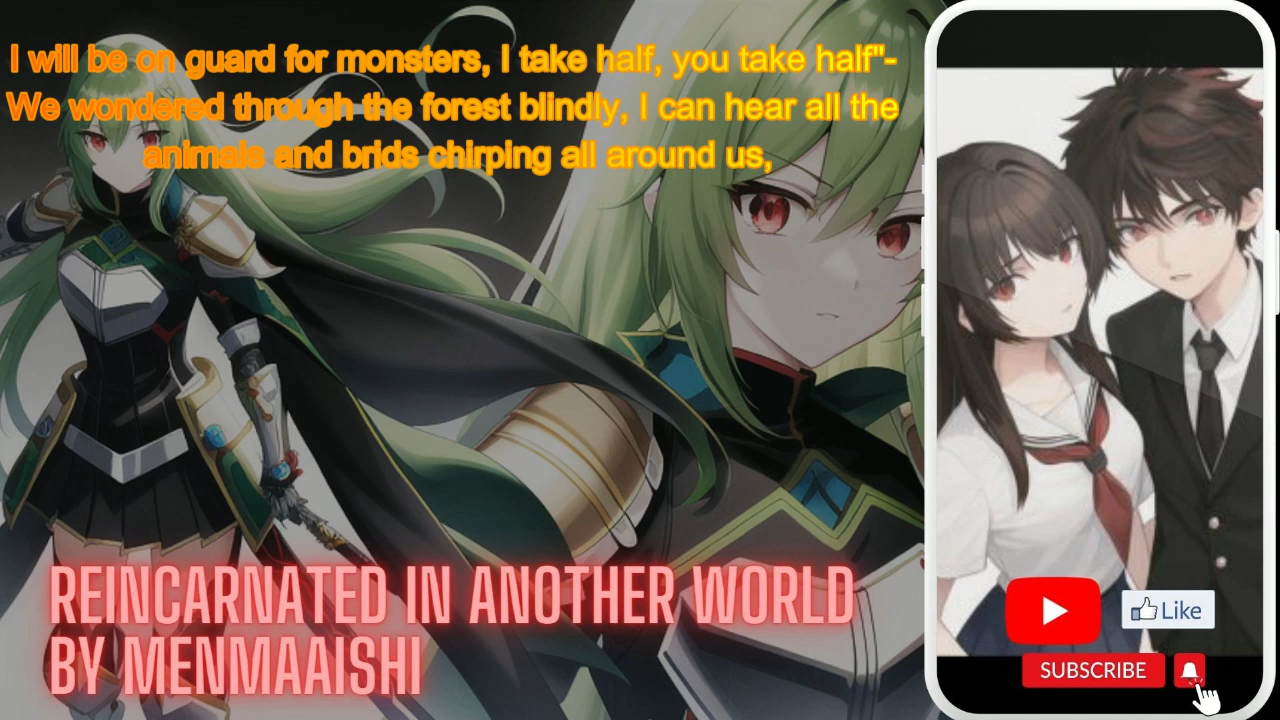 I will be on guard for monsters, I take half, you take half"-
We wondered through the forest blindly, I can hear all the
animals and brids chirping all around us,
REINCARNATED IN ANOTHER WORLD
BY MENMAAISHI
Like
SUBSCRIBE